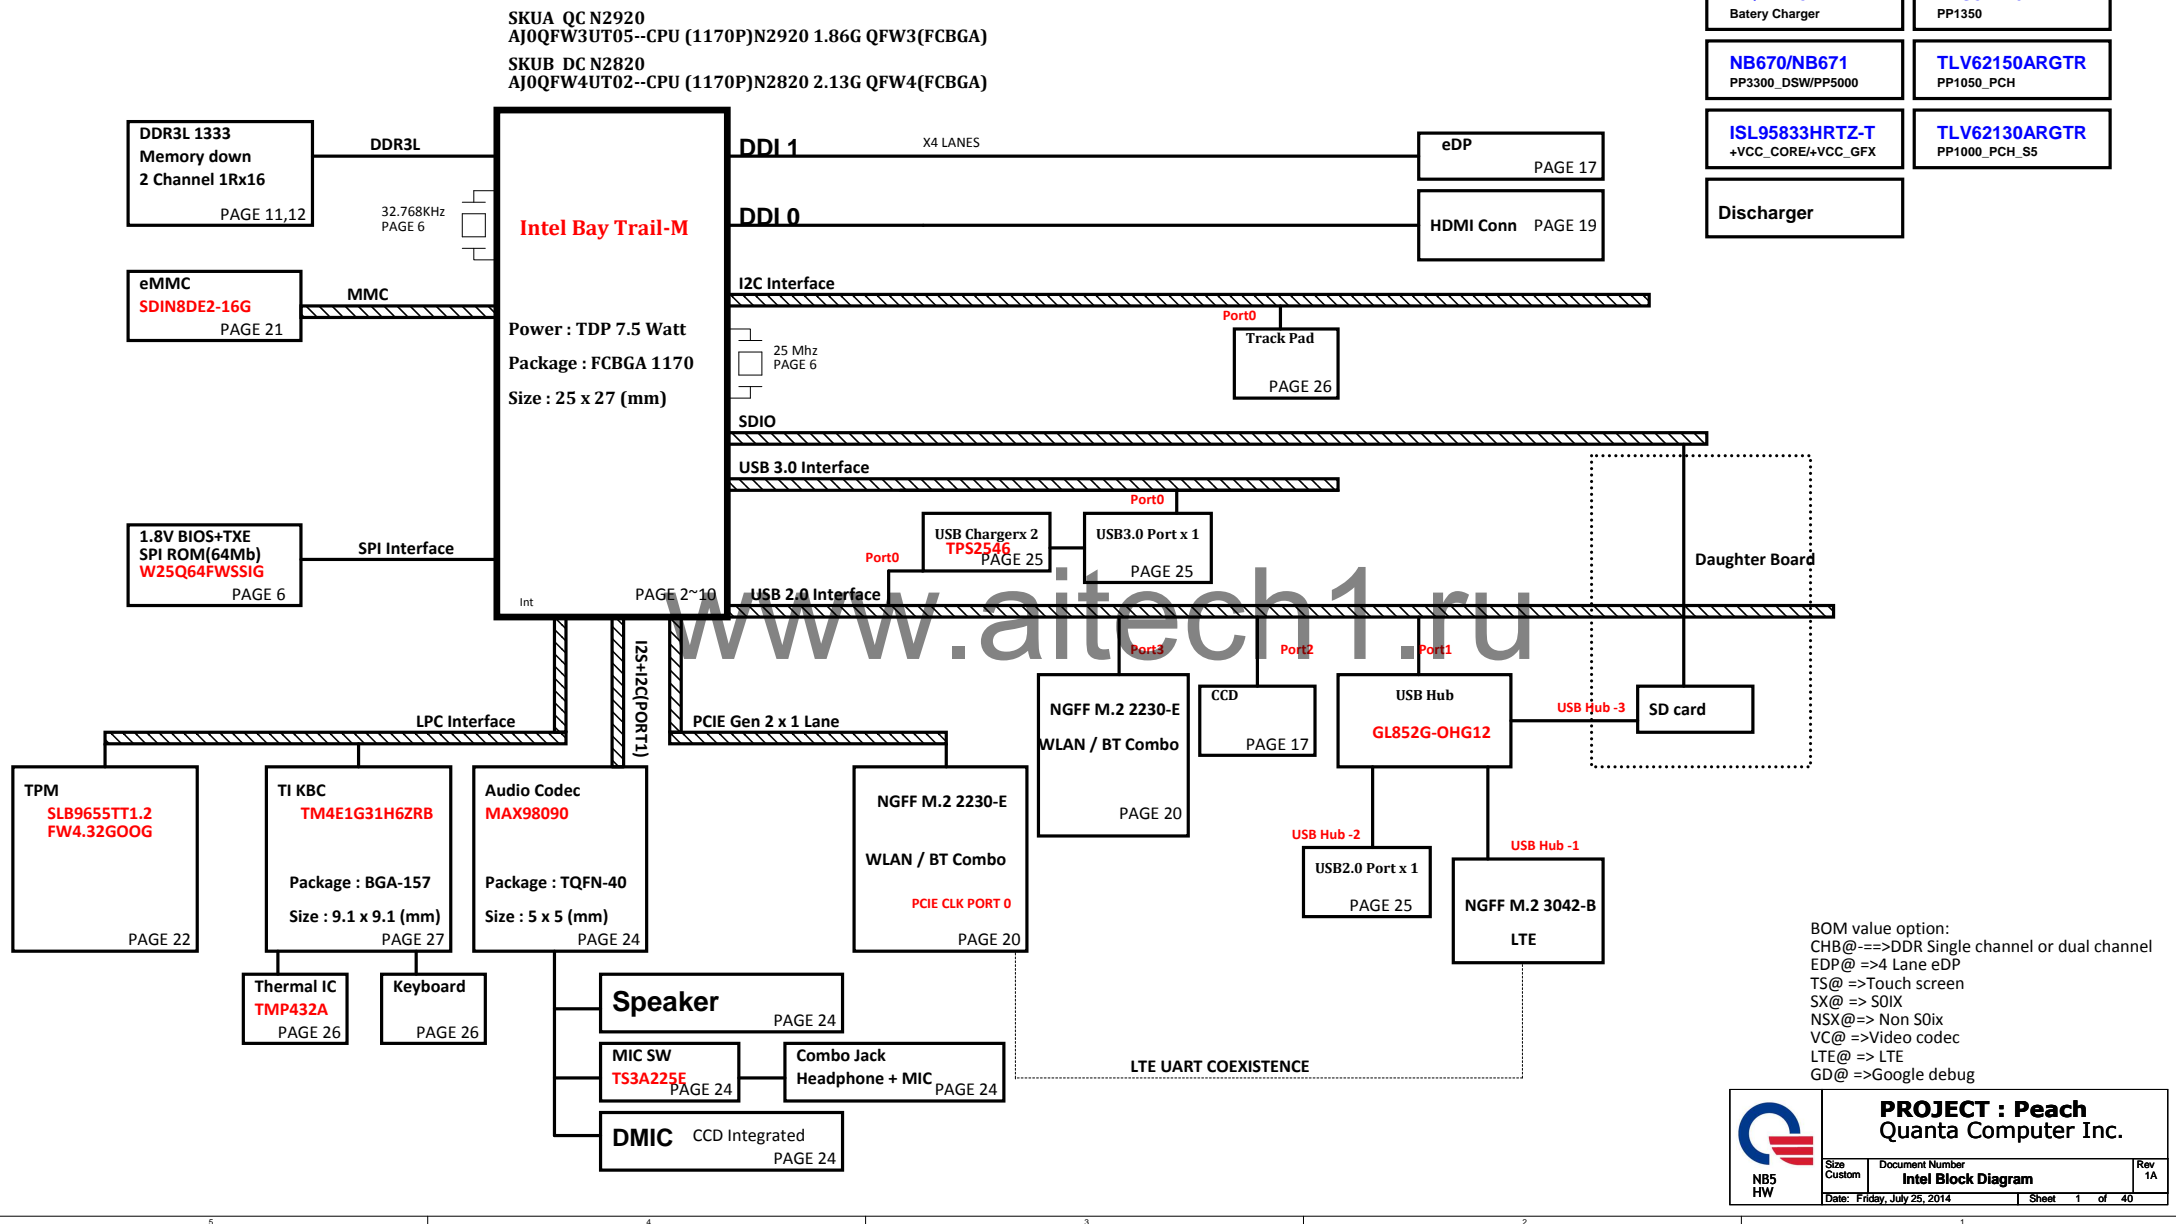 SKUA QC N2920
AJ0QFW3UT05--CPU (1170P)N2920 1.86G QFW3(FCBGA)
SKUB DC N2820
AJ0QFW4UT02--CPU (1170P)N2820 2.13G QFW4(FCBGA)
Batery Charger
PP1350
NB670/NB671
PP3300_DSW/PP5000
TLV62150ARGTR
PP1050_PCH
ISL95833HRTZ-T
+VCC_CORE/+VCC_GFX
TLV62130ARGTR
PP1000_PCH_S5
Discharger
DDR3L 1333
Memory down
2 Channel 1Rx16
PAGE 11,12
DDR3L
32.768KHz
PAGE 6
eMMC
SDIN8DE2-16G
PAGE 21
MMC
1.8V BIOS+TXE
SPI ROM(64Mb)
W25Q64FWSSIG
PAGE 6
SPI Interface
Intel Bay Trail-M
Power : TDP 7.5 Watt
Package : FCBGA 1170
Size : 25 x 27 (mm)
Int
PAGE 2~10
DDI 1
X4 LANES
eDP
PAGE 17
DDI 0
HDMI Conn PAGE 19
I2C Interface
Port0
Track Pad
PAGE 26
25 Mhz
PAGE 6
SDIO
USB 3.0 Interface
Port0
USB Chargerx 2
TPS2546
PAGE 25
USB3.0 Port x 1
PAGE 25
Port0
USB 2.0 Interface
Daughter Board
www.aitech1.ru
Port3
Port2
Port1
NGFF M.2 2230-E
WLAN / BT Combo
PAGE 20
CCD
PAGE 17
USB Hub
GL852G-OHG12
USB Hub -3
SD card
USB Hub -2
USB2.0 Port x 1
PAGE 25
USB Hub -1
NGFF M.2 3042-B
LTE
LPC Interface
I2S+I2C(PORT1)
PCIE Gen 2 x 1 Lane
TPM
SLB9655TT1.2
FW4.32GOOG
PAGE 22
TI KBC
TM4E1G31H6ZRB
Package : BGA-157
Size : 9.1 x 9.1 (mm)
PAGE 27
Audio Codec
MAX98090
Package : TQFN-40
Size : 5 x 5 (mm)
PAGE 24
NGFF M.2 2230-E
WLAN / BT Combo
PCIE CLK PORT 0
PAGE 20
Thermal IC
TMP432A
PAGE 26
Keyboard
PAGE 26
Speaker
PAGE 24
MIC SW
TS3A225E
PAGE 24
Combo Jack
Headphone + MIC
PAGE 24
DMIC CCD Integrated
PAGE 24
LTE UART COEXISTENCE
BOM value option:
CHB@-==>DDR Single channel or dual channel
EDP@ =>4 Lane eDP
TS@ =>Touch screen
SX@ => S0IX
NSX@=> Non S0ix
VC@ =>Video codec
LTE@ => LTE
GD@ =>Google debug
NB5
HW
PROJECT : Peach
Quanta Computer Inc.
Size
Custom
Document Number
Intel Block Diagram
Rev
1A
Date: Friday, July 25, 2014
Sheet 1 of 40
5 4 3 2 1